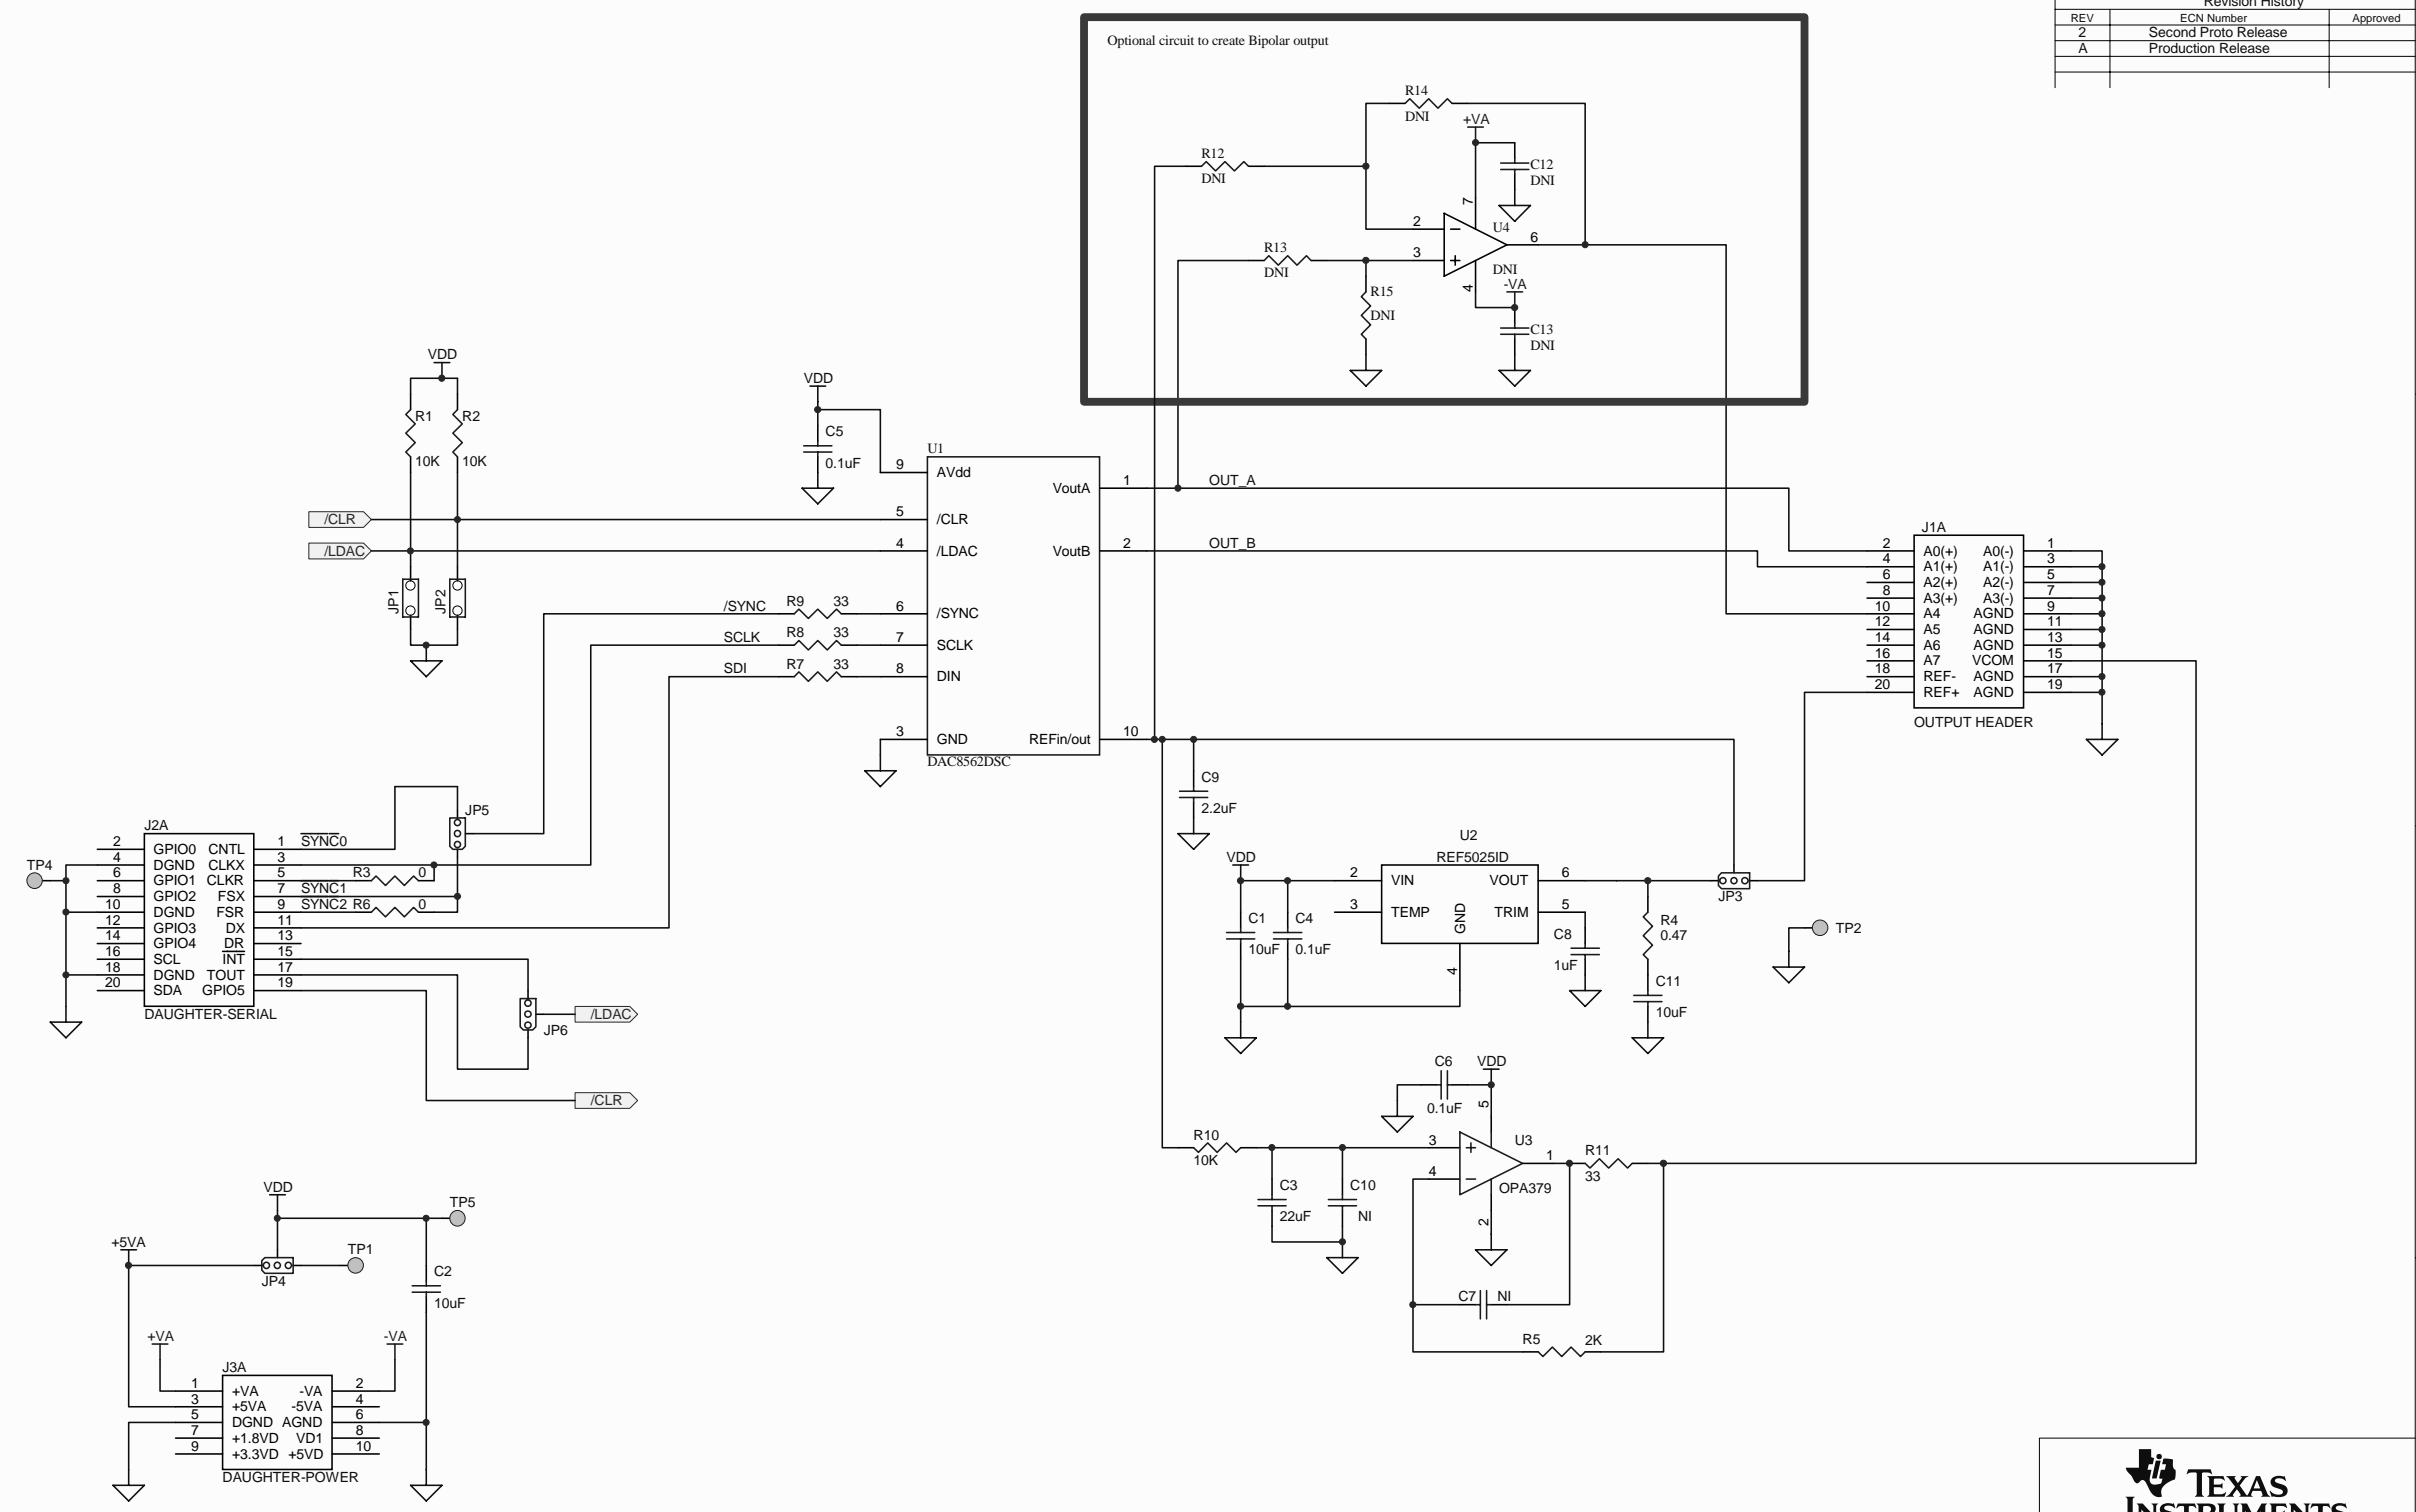 Revision History
REV ECN Number Approved
2 Second Proto Release
A Production Release
Optional circuit to create Bipolar output
R14
DNI
+VA
R12
DNI
C12
DNI
7
2
U4
6
R13
DNI
3
DNI
-VA
4
R15
DNI
C13
DNI
VDD
R1
R2
10K
10K
VDD
C5
0.1uF
U1
9 AVdd
VoutA 1 OUT_A
/CLR
5 /CLR
/LDAC
4 /LDAC
VoutB 2 OUT_B
JP1
JP2
/SYNC R9 33 6 /SYNC
SCLK R8 33 7 SCLK
SDI R7 33 8 DIN
3 GND
REFin/out 10
DAC8562DSC
J1A
2 A0(+) A0(-) 1
4 A1(+) A1(-) 3
6 A2(+) A2(-) 5
8 A3(+) A3(-) 7
10 A4 AGND 9
12 A5 AGND 11
14 A6 AGND 13
16 A7 VCOM 15
18 REF- AGND 17
20 REF+ AGND 19
OUTPUT HEADER
C9
2.2uF
JP5
J2A
TP4
2 GPIO0 CNTL 1 SYNC0
4 DGND CLKX 3
6 GPIO1 CLKR 5 R3 0
8 GPIO2 FSX 7 SYNC1
10 DGND FSR 9 SYNC2 R6 0
12 GPIO3 DX 11
14 GPIO4 DR 13
16 SCL INT 15
18 DGND TOUT 17
20 SDA GPIO5 19
DAUGHTER-SERIAL
JP6
/LDAC
/CLR
U2
REF5025ID
VDD
2 VIN VOUT 6
3 TEMP TRIM 5
GND
4
C1
10uF
C4
0.1uF
C8
1uF
R4
0.47
C11
10uF
JP3
TP2
C6
0.1uF
VDD
5
R10
10K
3
4
U3
1
OPA379
2
R11
33
C3
22uF
C10
NI
C7 NI
R5 2K
VDD
TP5
+5VA
TP1
JP4
C2
10uF
+VA
-VA
J3A
1 +VA -VA 2
3 +5VA -5VA 4
5 DGND AGND 6
7 +1.8VD VD1 8
9 +3.3VD +5VD 10
DAUGHTER-POWER
TEXAS
INSTRUMENTS